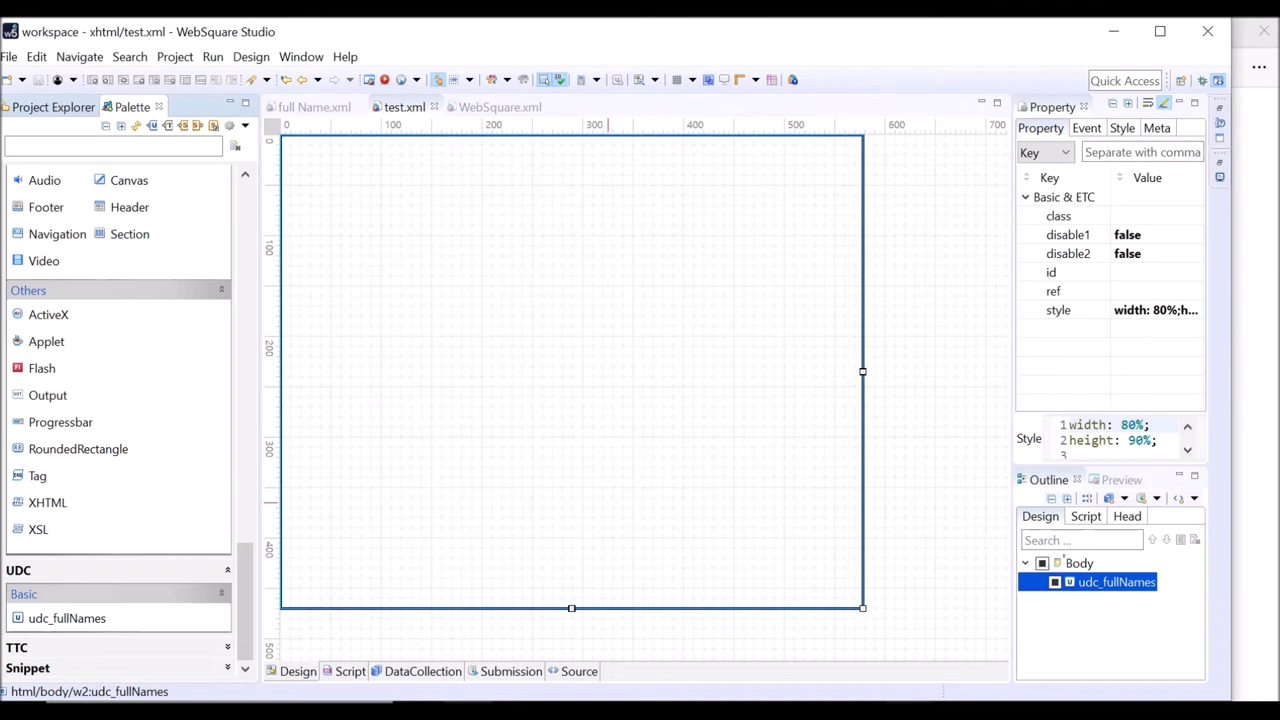 workspace - xhtml/test.xml - WebSquare Studio
File Edit Navigate Search Project Run Design Window Help
Quick Access
Project Explorer Palette
full Name.xml test.xml WebSquare.xml
Property
0 100 200 300 400 500 600 700
0
100
200
300
400
500
Audio Canvas
Footer Header
Navigation Section
Video
Others
ActiveX
Applet
Flash
Output
Progressbar
RoundedRectangle
Tag
XHTML
XSL
UDC
Basic
udc_fullNames
TTC
Snippet
Property Event Style Meta
Key Separate with comma
Key Value
Basic & ETC
class
disable1 false
disable2 false
id
ref
style width: 80%;h...
Style
1 width: 80%;
2 height: 90%;
3
Outline Preview
Design Script Head
Search ...
Body
udc_fullNames
Design Script DataCollection Submission Source
html/body/w2:udc_fullNames